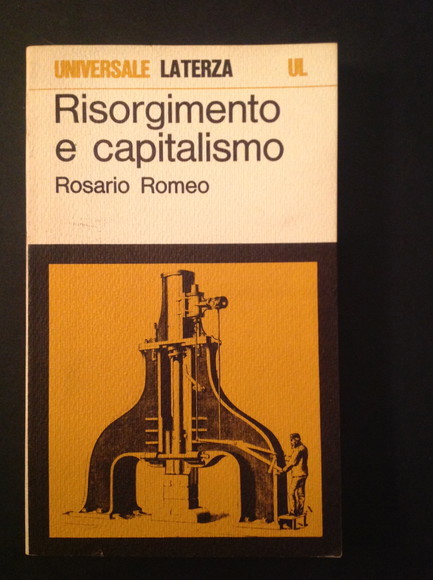 UNIVERSALE LATERZA UL
Risorgimento
e capitalismo
Rosario Romeo